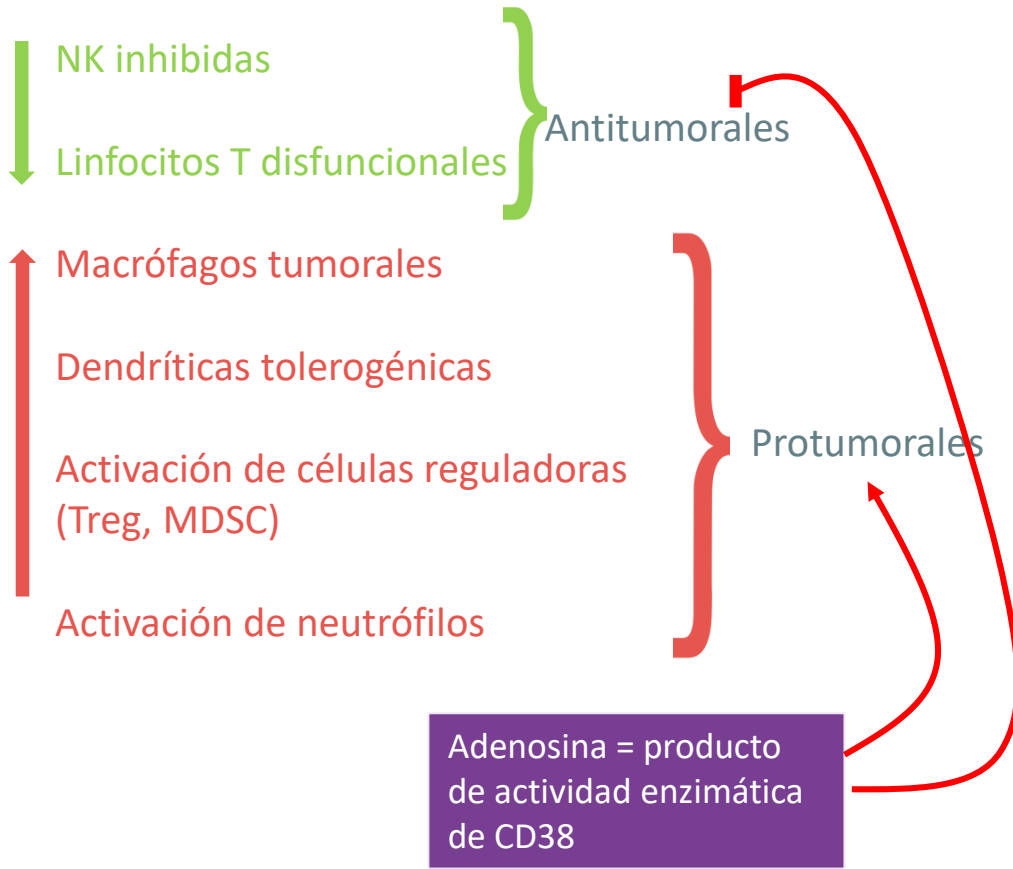 NK inhibidas
Linfocitos T disfuncionales
Antitumorales
Macrófagos tumorales
Dendríticas tolerogénicas
Activación de células reguladoras
(Treg, MDSC)
Activación de neutrófilos
Protumorales
Adenosina = producto
de actividad enzimática
de CD38